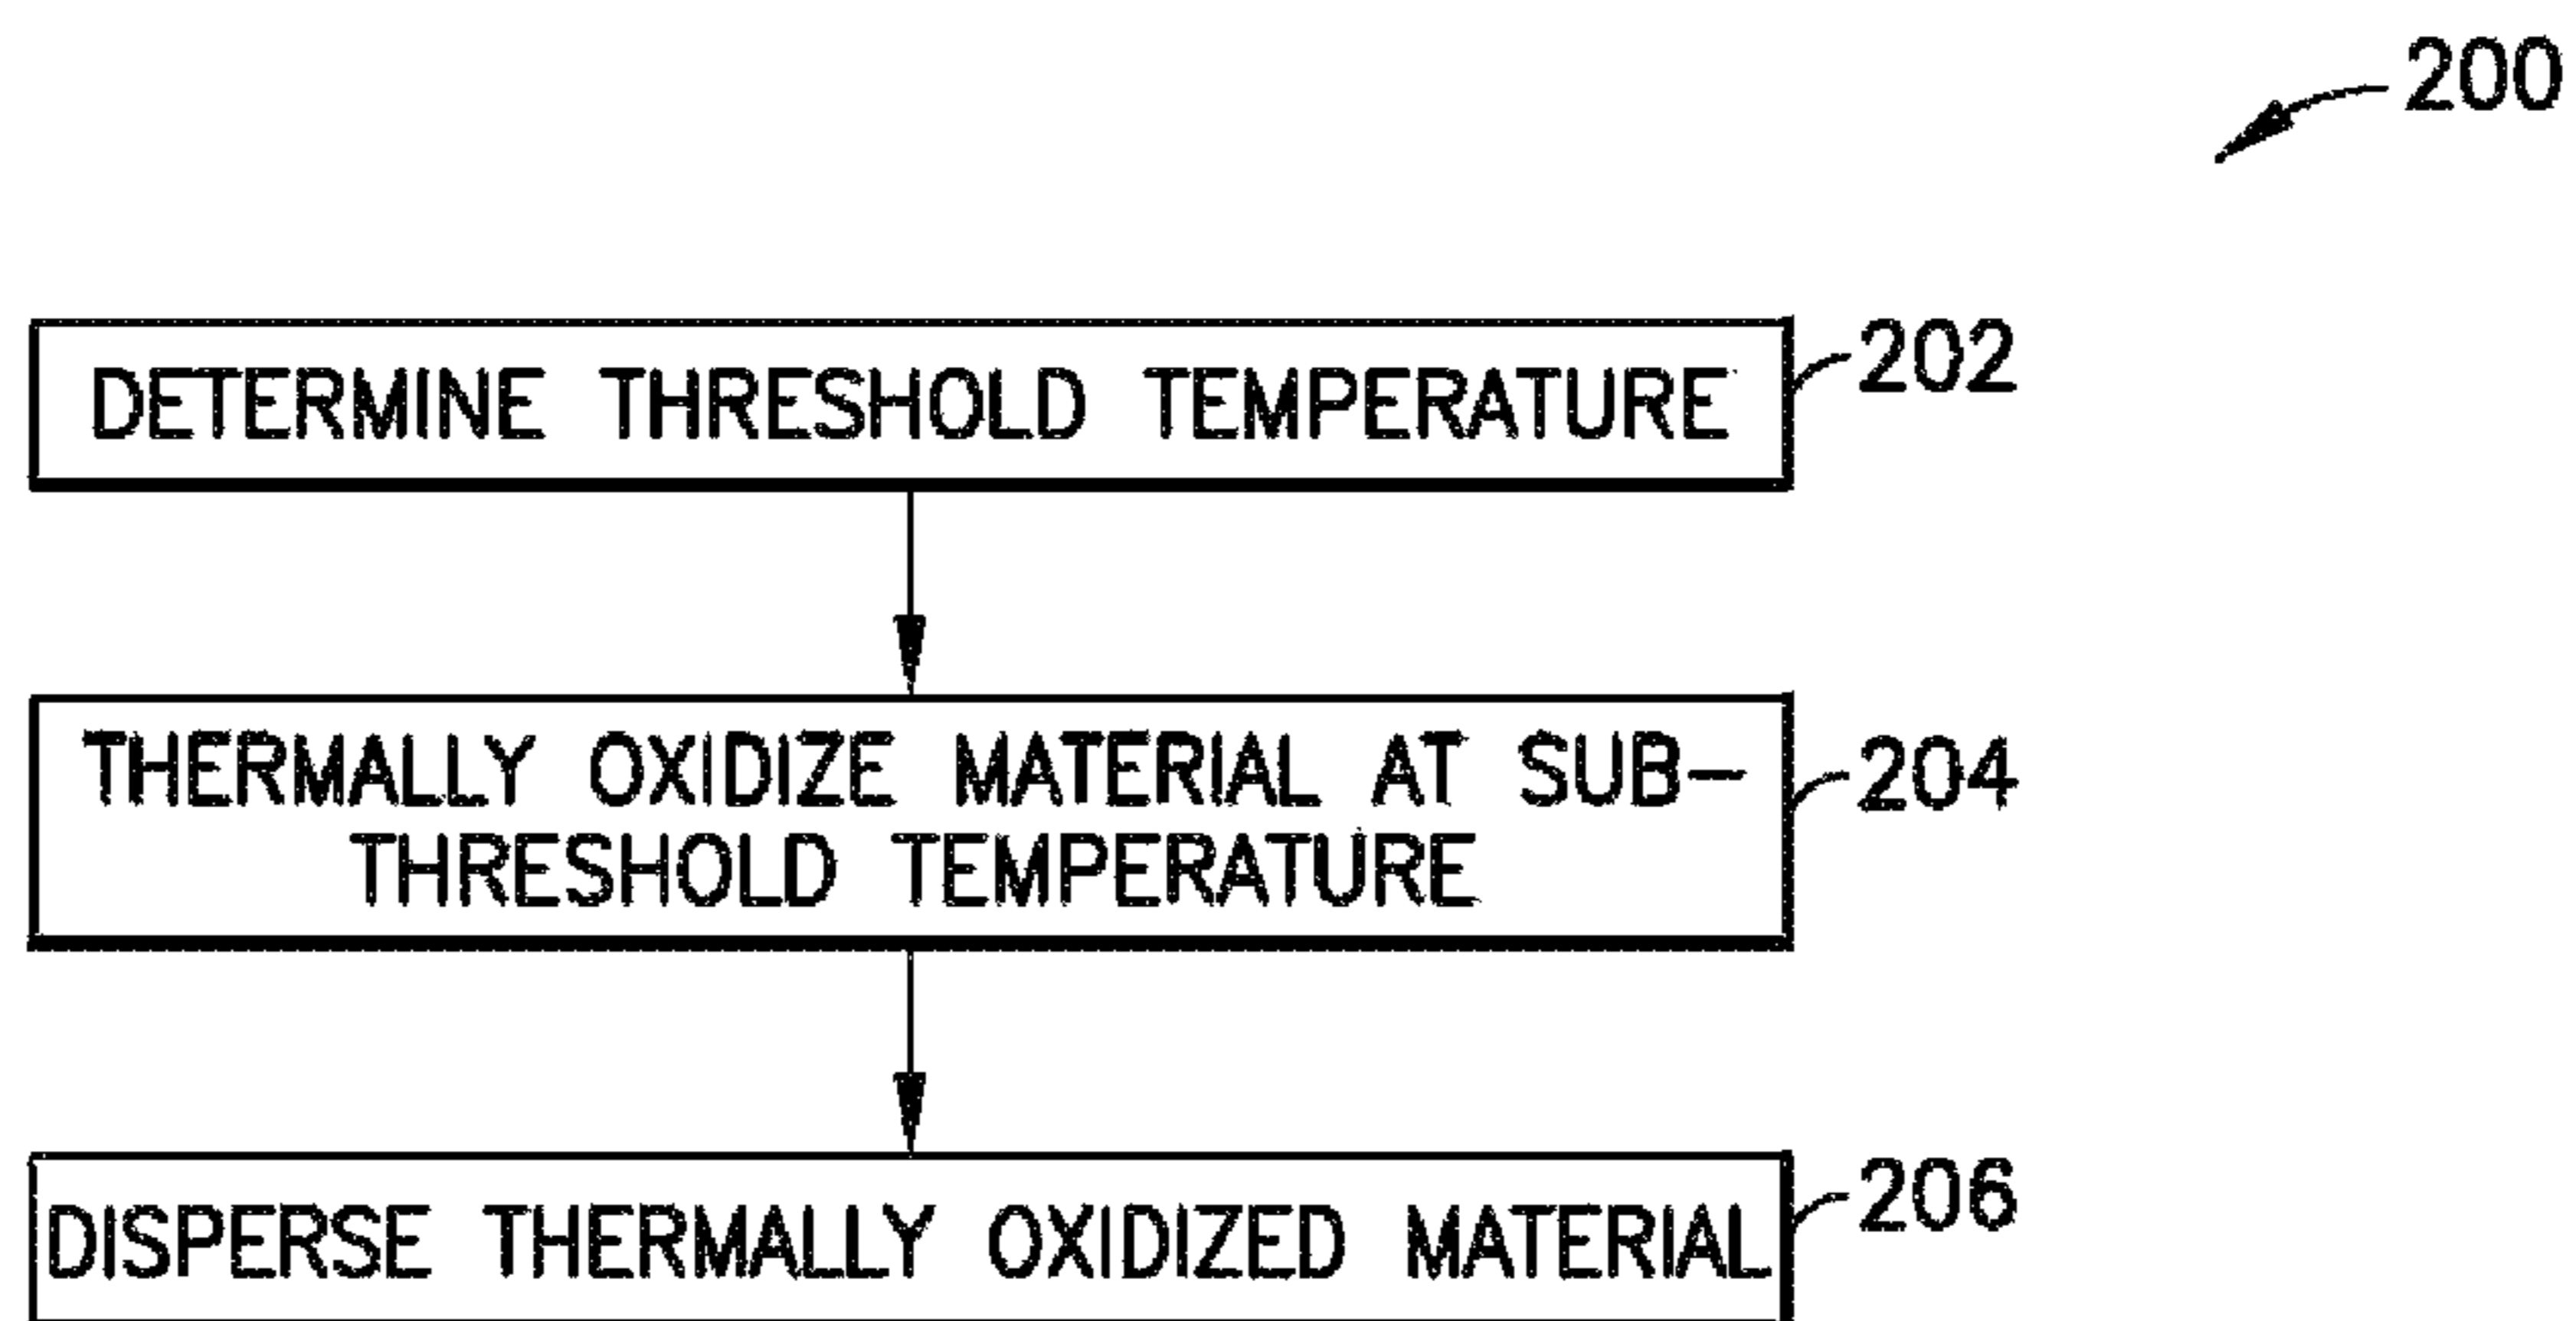 200
DETERMINE THRESHOLD TEMPERATURE
202
THERMALLY OXIDIZE MATERIAL AT SUB-
THRESHOLD TEMPERATURE
204
DISPERSE THERMALLY OXIDIZED MATERIAL
206